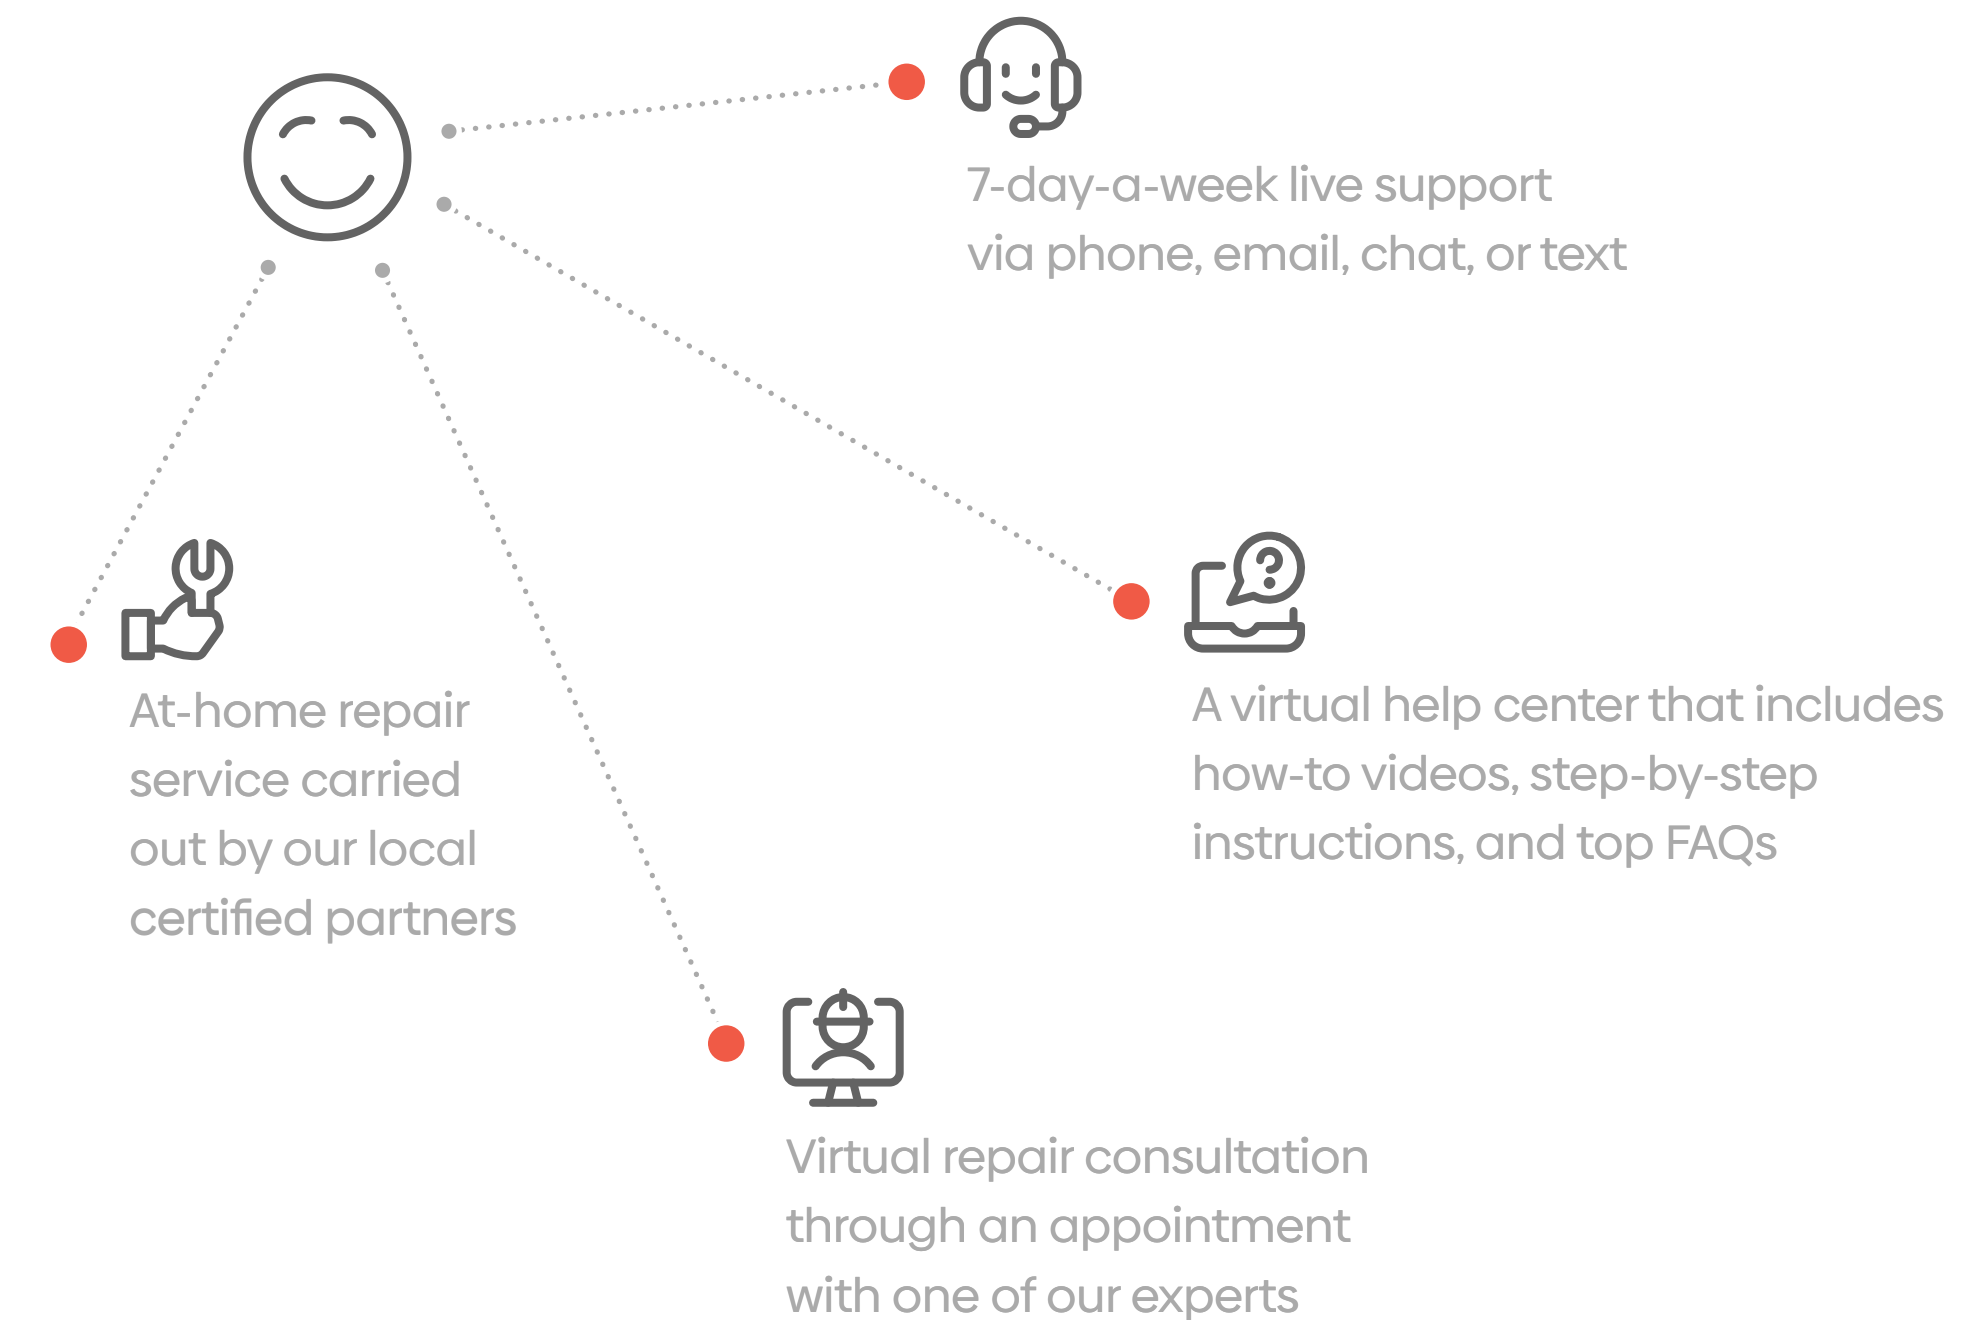 7-day-a-week live support
via phone, email, chat, or text
At-home repair
service carried
out by our local
certified partners
A virtual help center that includes
how-to videos, step-by-step
instructions, and top FAQs
Virtual repair consultation
through an appointment
with one of our experts